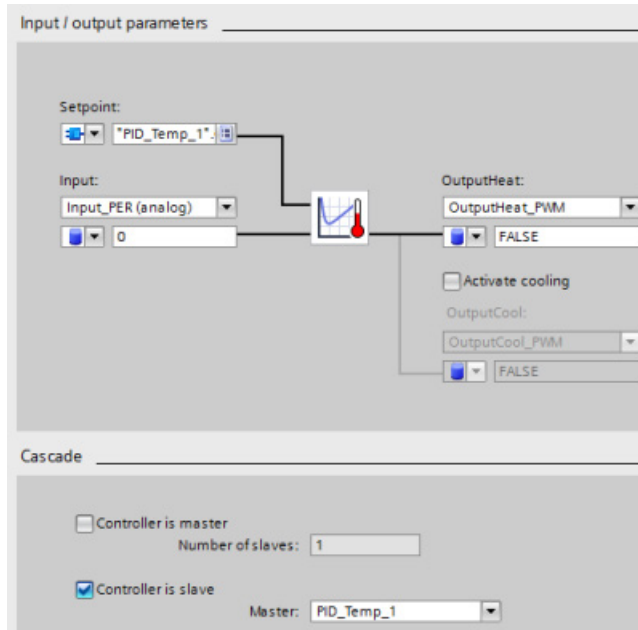 Input / output parameters
Setpoint:
"PID_Temp_1".
Input:
Input_PER (analog)
0
OutputHeat:
OutputHeat_PWM
FALSE
Activate cooling
OutputCool:
OutputCool_PWM
FALSE
Cascade
Controller is master
Number of slaves: 1
Controller is slave
Master: PID_Temp_1